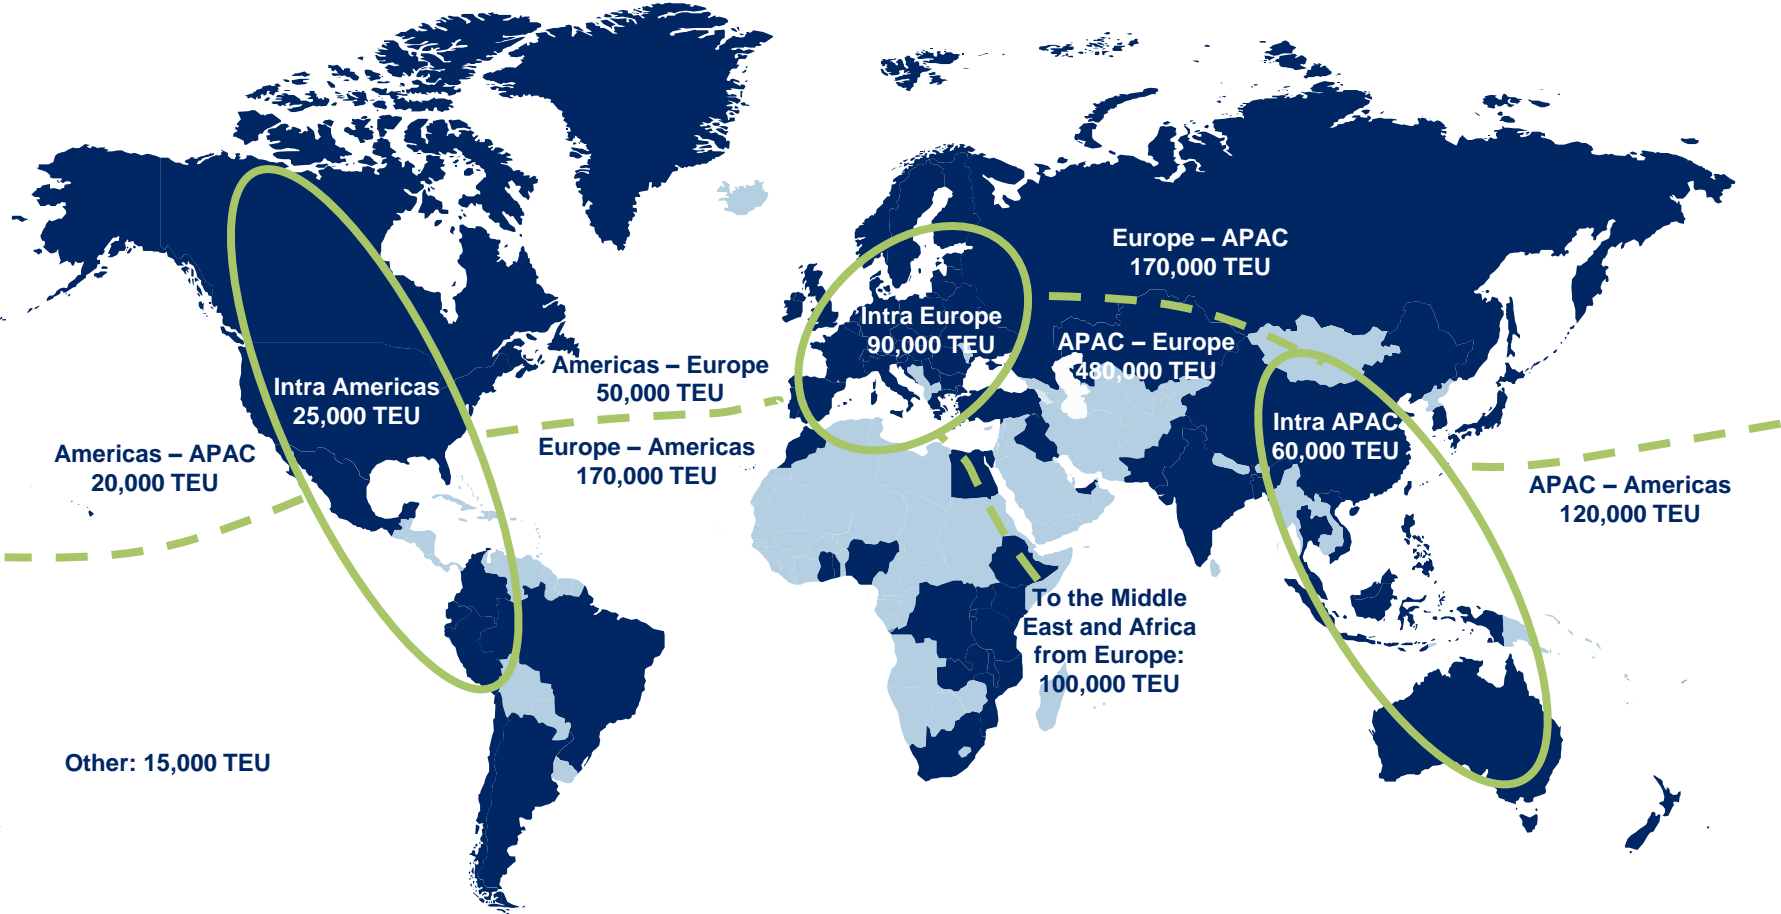 Europe – APAC
170,000 TEU
Intra Europe
90,000 TEU
APAC – Europe
480,000 TEU
Americas – Europe
50,000 TEU
Intra Americas
25,000 TEU
Intra APAC
60,000 TEU
Europe – Americas
170,000 TEU
Americas – APAC
20,000 TEU
APAC – Americas
120,000 TEU
To the Middle
East and Africa
from Europe:
100,000 TEU
Other: 15,000 TEU